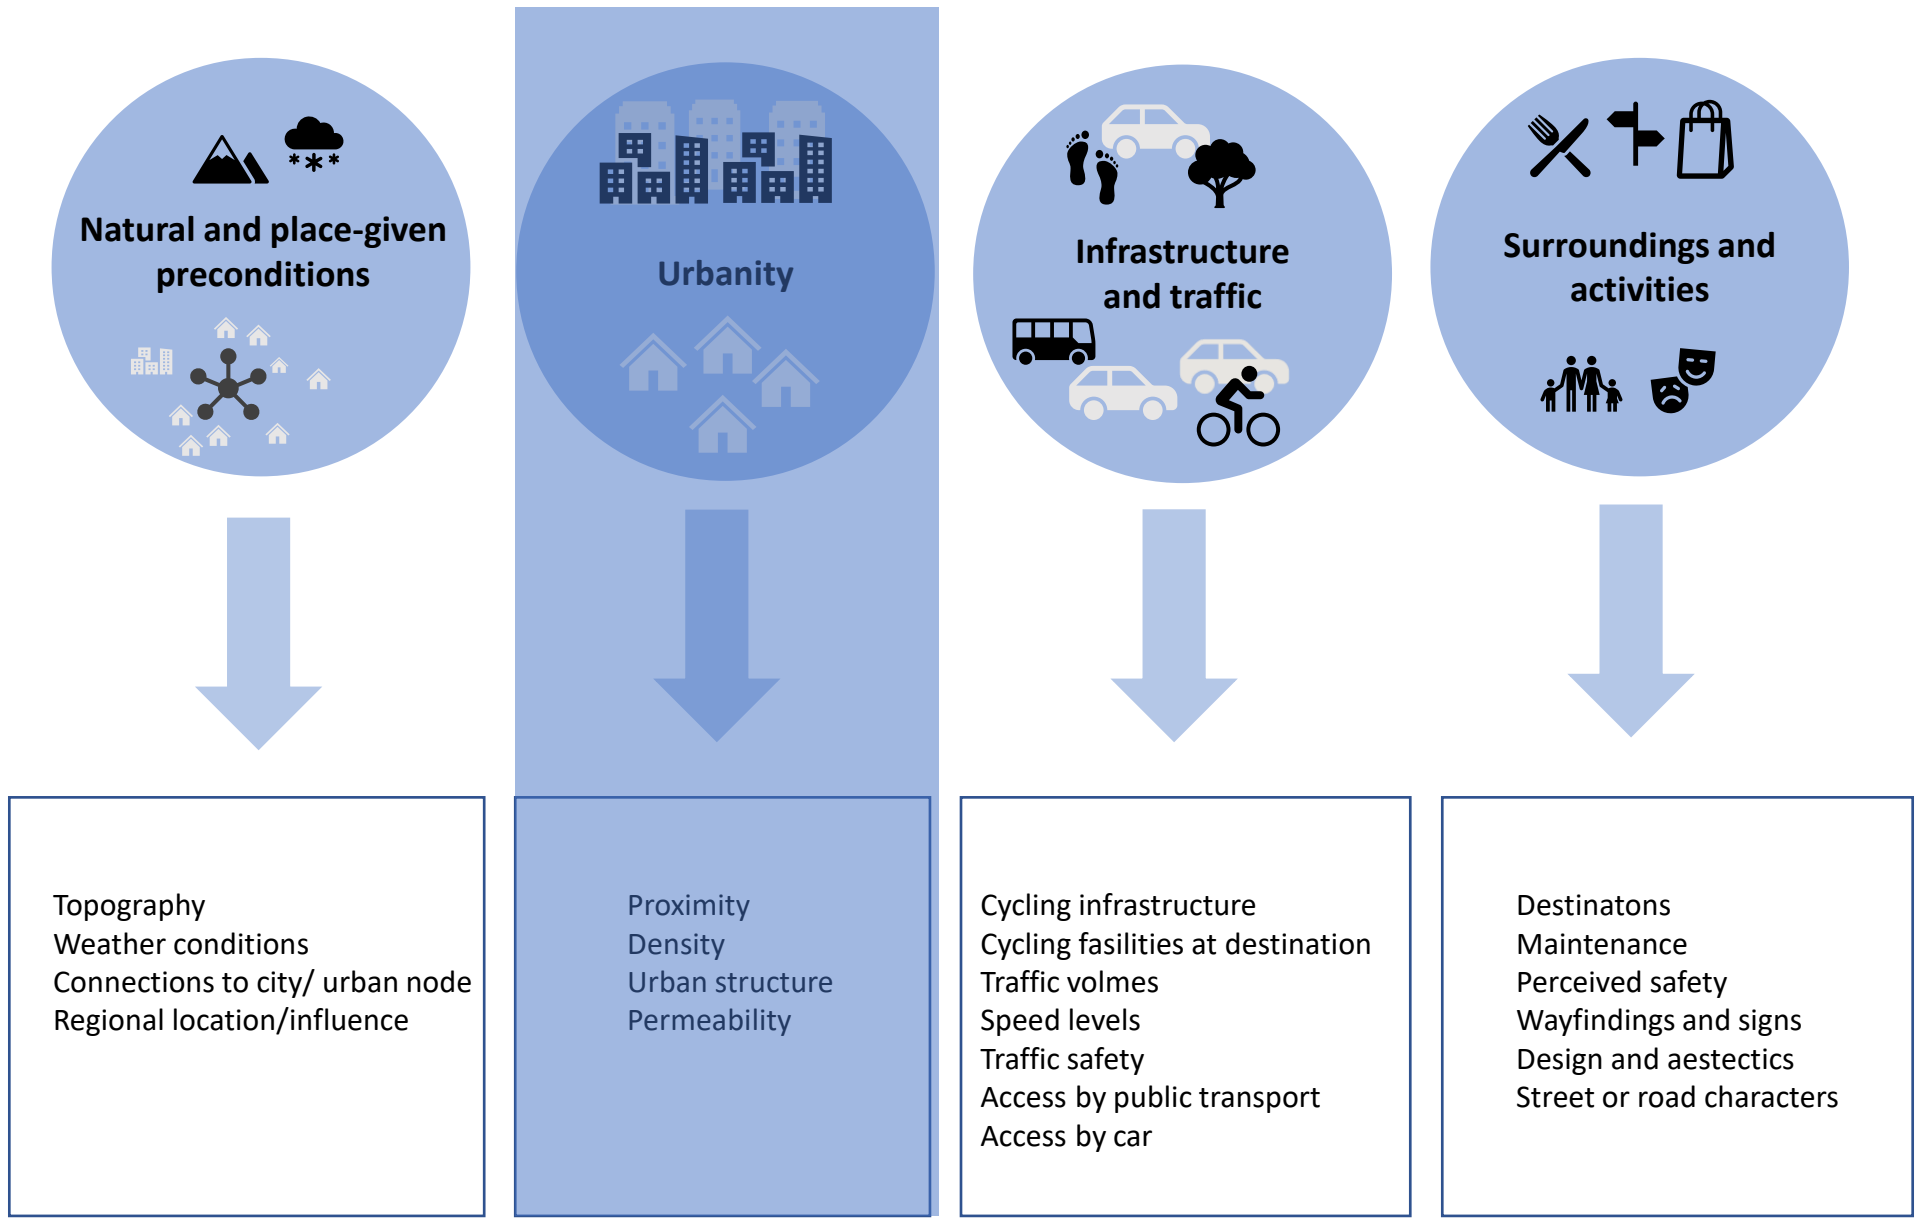 Natural and place-given
preconditions
Urbanity
Infrastructure
and traffic
Surroundings and
activities
Topography
Weather conditions
Connections to city/ urban node
Regional location/influence
Proximity
Density
Urban structure
Permeability
Cycling infrastructure
Cycling fasilities at destination
Traffic volmes
Speed levels
Traffic safety
Access by public transport
Access by car
Destinatons
Maintenance
Perceived safety
Wayfindings and signs
Design and aestectics
Street or road characters